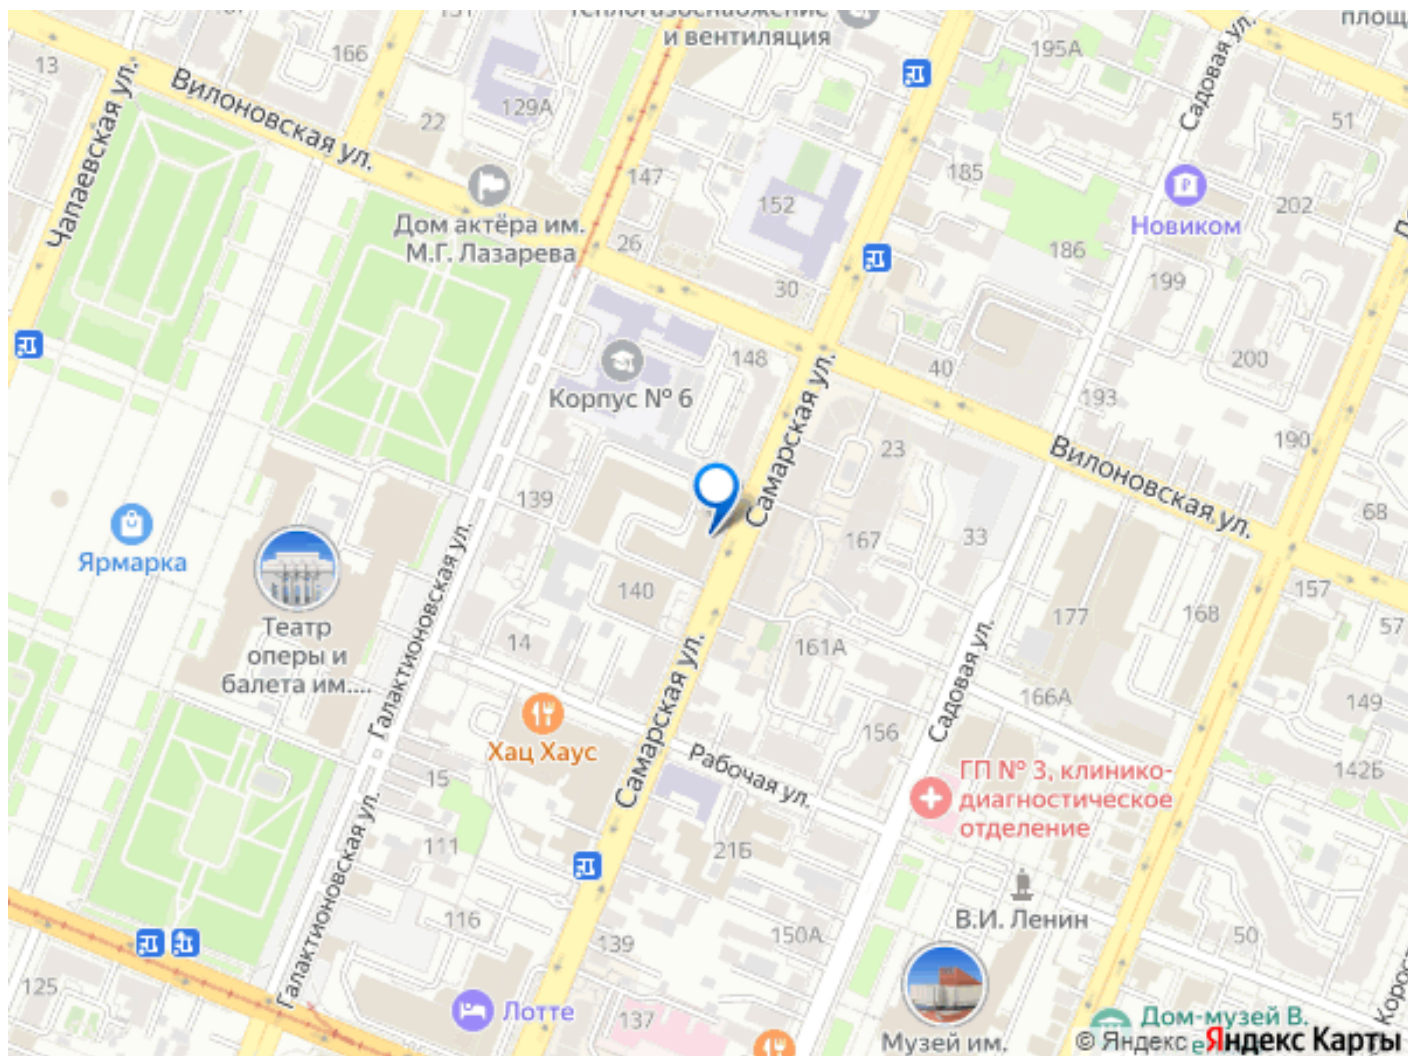 131
Теплогазоснабжение
и вентиляция
площ
166
195А
13
Вилоновская ул.
129А
22
51
Садовая ул.
Чапаевская ул.
147
185
152
Новиком
202
Дом актёра им.
М.Г. Лазарева
26
186
199
30
148
40
200
Корпус № 6
193
Самарская ул.
23
190
Вилоновская ул.
139
68
Ярмарка
167
33
Галактионовская ул.
140
157
Театр
оперы и
балета им....
14
161А
177
168
57
Самарская ул.
Садовая ул.
166А
149
Хац Хаус
156
15
Рабочая ул.
142Б
ГП № 3, клинико-
диагностическое
отделение
111
21Б
Галактионовская ул.
116
В.И. Ленин
139
150А
50
125
Лотте
137
Музей им.
Дом-музей В.
Корост
© Яндекс
Яндекс Карты